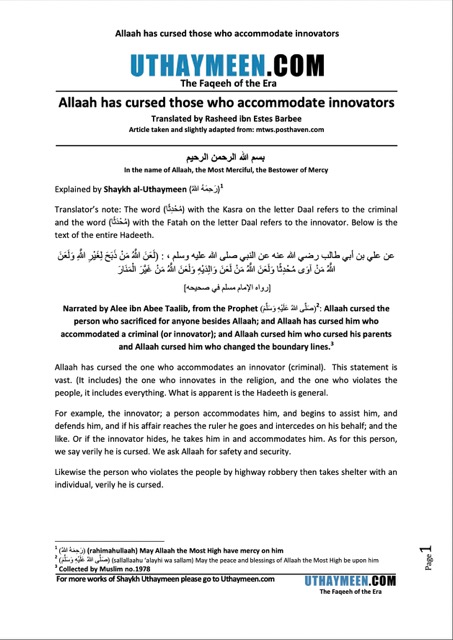 Allaah has cursed those who accommodate innovators
UTHAYMEEN.COM
The Faqeeh of the Era
Allaah has cursed those who accommodate innovators
Translated by Rasheed ibn Estes Barbee
Article taken and slightly adapted from: mtws.posthaven.com
بسم الله الرحمن الرحيم
In the name of Allaah, the Most Merciful, the Bestower of Mercy
Explained by Shaykh al-Uthaymeen (رَحِمَهُ اللهُ)1
Translator's note: The word (مُحْدِثًا) with the Kasra on the letter Daal refers to the criminal
and the word (مُحْدَثًا) with the Fatah on the letter Daal refers to the innovator. Below is the
text of the entire Hadeeth.
عن علي بن أبي طالب رضي الله عنه عن النبي صلى الله عليه وسلم ، : (لَعَنَ اللَّهُ مَنْ ذَبَحَ لِغَيْرِ اللَّهِ وَلَعَنَ
اللَّهُ مَنْ آوَى مُحْدِثًا وَلَعَنَ اللَّهُ مَنْ لَعَنَ وَالِدَيْهِ وَلَعَنَ اللَّهُ مَنْ غَيَّرَ الْمَنَارَ
[رواه الإمام مسلم في صحيحه]
Narrated by Alee ibn Abee Taalib, from the Prophet (صَلَّى اللهُ عَلَيْهِ وَسَلَّمَ)2: Allaah cursed the
person who sacrificed for anyone besides Allaah; and Allaah has cursed him who
accommodated a criminal (or innovator); and Allaah cursed him who cursed his parents
and Allaah cursed him who changed the boundary lines.3
Allaah has cursed the one who accommodates an innovator (criminal). This statement is
vast. (It includes) the one who innovates in the religion, and the one who violates the
people, it includes everything. What is apparent is the Hadeeth is general.
For example, the innovator; a person accommodates him, and begins to assist him, and
defends him, and if his affair reaches the ruler he goes and intercedes on his behalf; and the
like. Or if the innovator hides, he takes him in and accommodates him. As for this person,
we say verily he is cursed. We ask Allaah for safety and security.
Likewise the person who violates the people by highway robbery then takes shelter with an
individual, verily he is cursed.
1 (رَحِمَهُ اللهُ) (rahimahullaah) May Allaah the Most High have mercy on him
2 (صَلَّى اللهُ عَلَيْهِ وَسَلَّمَ) (sallallaahu 'alayhi wa sallam) May the peace and blessings of Allaah the Most High be upon him
3 Collected by Muslim no.1978
For more works of Shaykh Uthaymeen please go to Uthaymeen.com
UTHAYMEEN.COM
The Faqeeh of the Era
Page 1